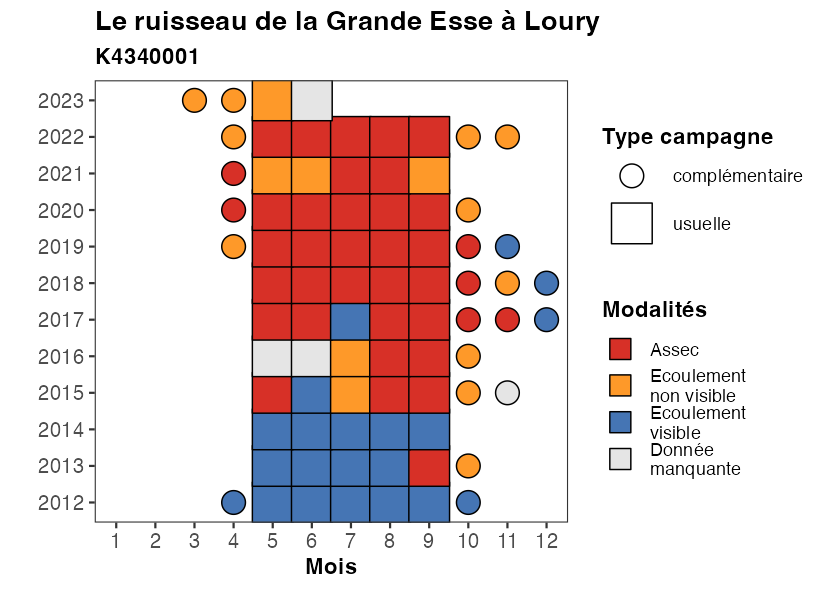 Le ruisseau de la Grande Esse à Loury
K4340001
2023
2022
2021
2020
2019
2018
2017
2016
2015
2014
2013
2012
1 2 3 4 5 6 7 8 9 10 11 12
Mois
Type campagne
complémentaire
usuelle
Modalités
Assec
Ecoulement
non visible
Ecoulement
visible
Donnée
manquante